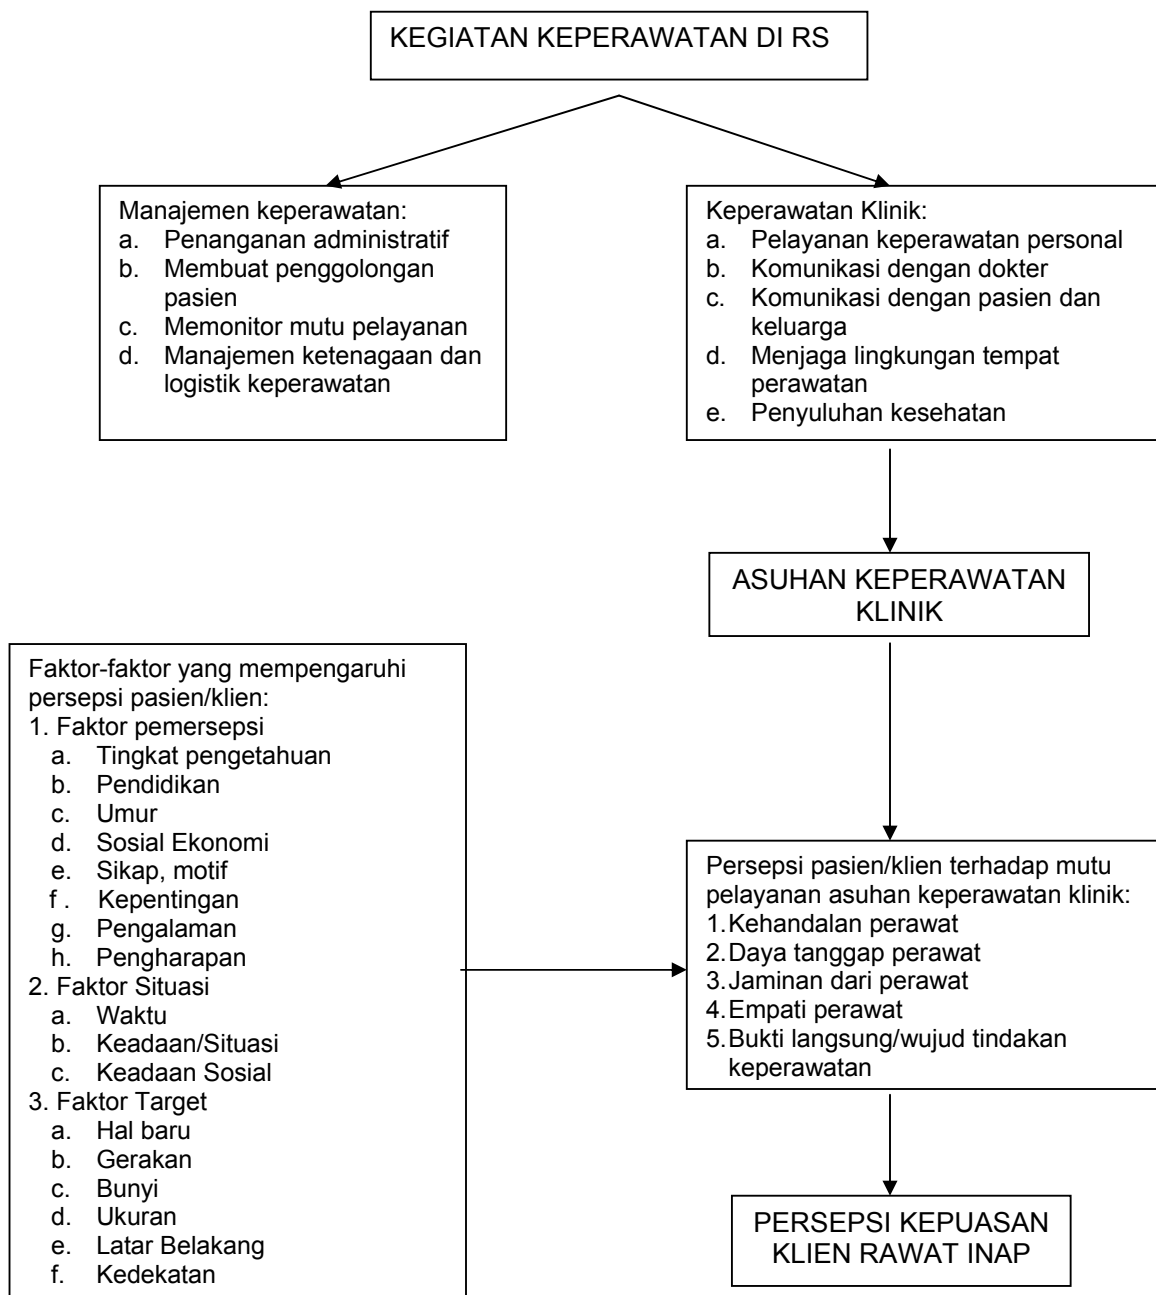 KEGIATAN KEPERAWATAN DI RS
Manajemen keperawatan:
a. Penanganan administratif
b. Membuat penggolongan
pasien
c. Memonitor mutu pelayanan
d. Manajemen ketenagaan dan
logistik keperawatan
Keperawatan Klinik:
a. Pelayanan keperawatan personal
b. Komunikasi dengan dokter
c. Komunikasi dengan pasien dan
keluarga
d. Menjaga lingkungan tempat
perawatan
e. Penyuluhan kesehatan
ASUHAN KEPERAWATAN
KLINIK
Faktor-faktor yang mempengaruhi
persepsi pasien/klien:
1. Faktor pemersepsi
a. Tingkat pengetahuan
b. Pendidikan
c. Umur
d. Sosial Ekonomi
e. Sikap, motif
f . Kepentingan
g. Pengalaman
h. Pengharapan
2. Faktor Situasi
a. Waktu
b. Keadaan/Situasi
c. Keadaan Sosial
3. Faktor Target
a. Hal baru
b. Gerakan
c. Bunyi
d. Ukuran
e. Latar Belakang
f. Kedekatan
Persepsi pasien/klien terhadap mutu
pelayanan asuhan keperawatan klinik:
1.Kehandalan perawat
2.Daya tanggap perawat
3.Jaminan dari perawat
4.Empati perawat
5.Bukti langsung/wujud tindakan
keperawatan
PERSEPSI KEPUASAN
KLIEN RAWAT INAP